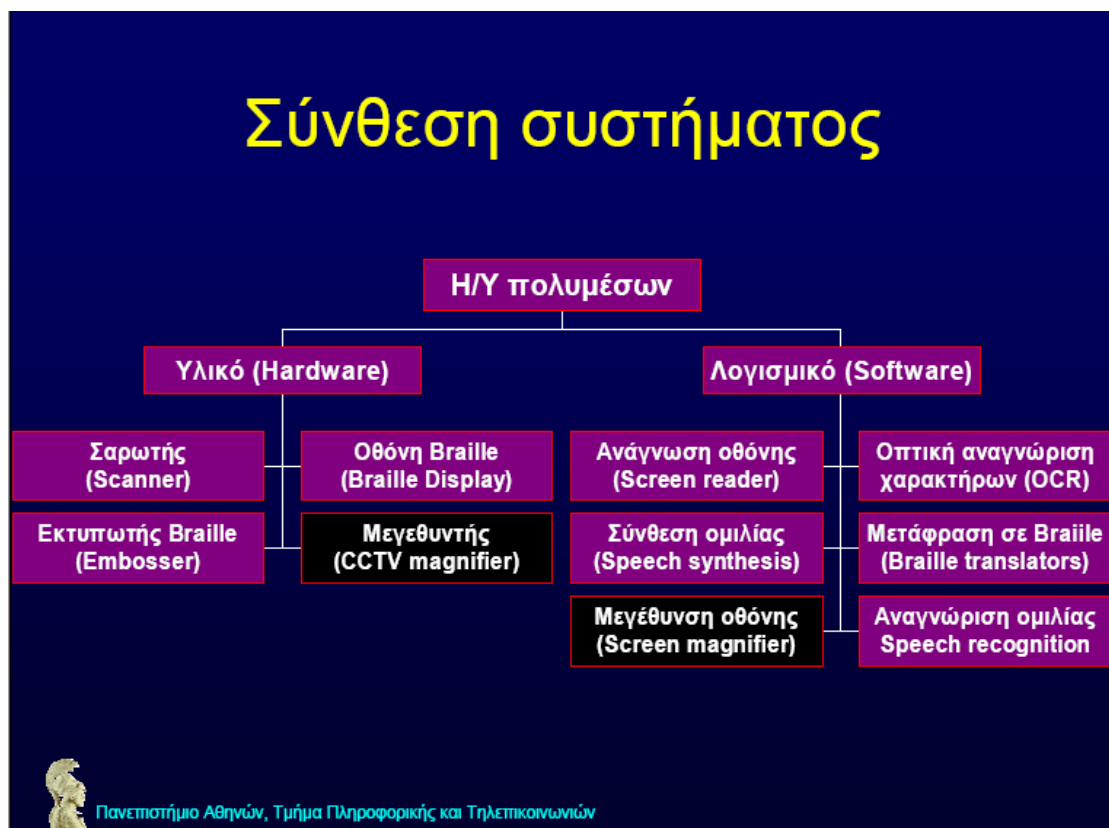 Σύνθεση συστήματος
Η/Υ πολυμέσων
Υλικό (Hardware)
Λογισμικό (Software)
Σαρωτής
(Scanner)
Οθόνη Braille
(Braille Display)
Ανάγνωση οθόνης
(Screen reader)
Οπτική αναγνώριση
χαρακτήρων (OCR)
Εκτυπωτής Braille
(Embosser)
Μεγεθυντής
(CCTV magnifier)
Σύνθεση ομιλίας
(Speech synthesis)
Μετάφραση σε Braiile
(Braille translators)
Μεγέθυνση οθόνης
(Screen magnifier)
Αναγνώριση ομιλίας
Speech recognition
Πανεπιστήμιο Αθηνών, Τμήμα Πληροφορικής και Τηλεπικοινωνιών